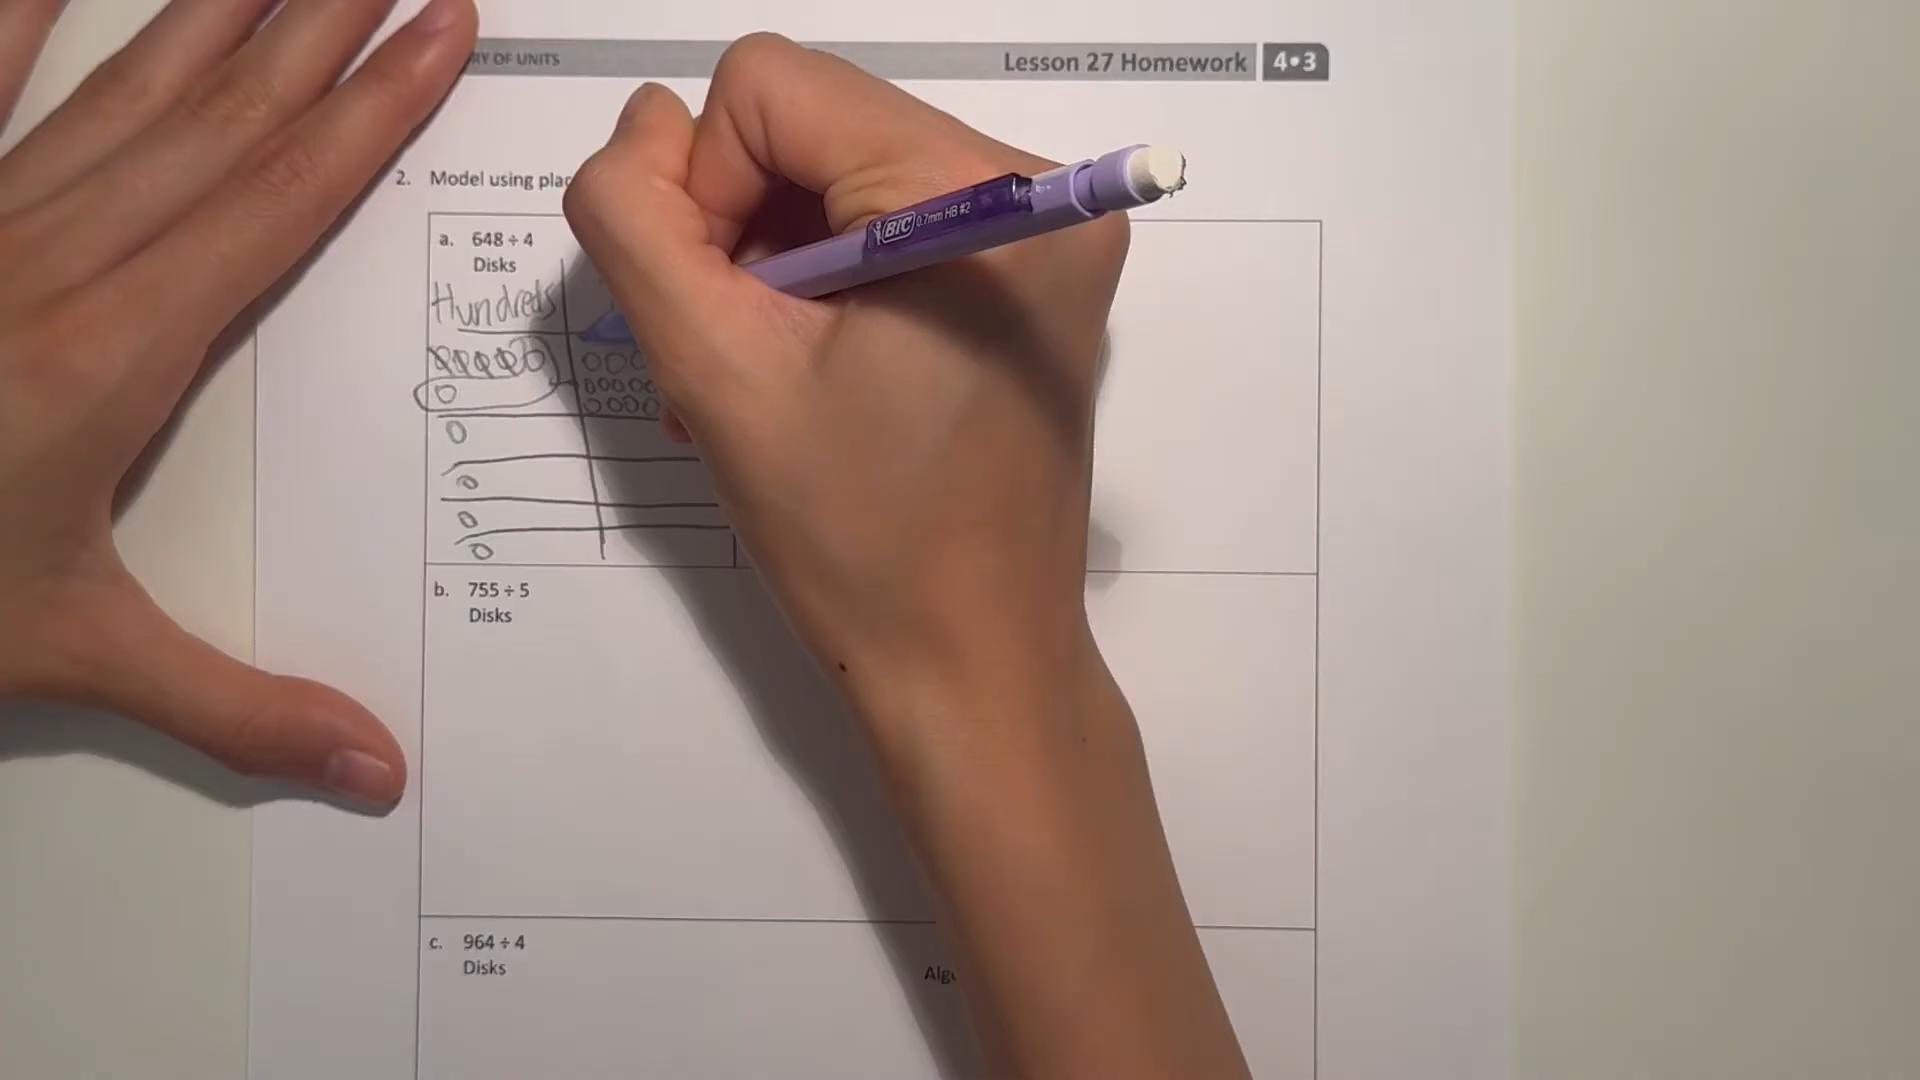 RY OF UNITS
Lesson 27 Homework 4•3
2. Model using plac
BIC 0.7mm HB #2
a. 648 ÷ 4
Disks
Hundreds
b. 755 ÷ 5
Disks
c. 964 ÷ 4
Disks
Alg